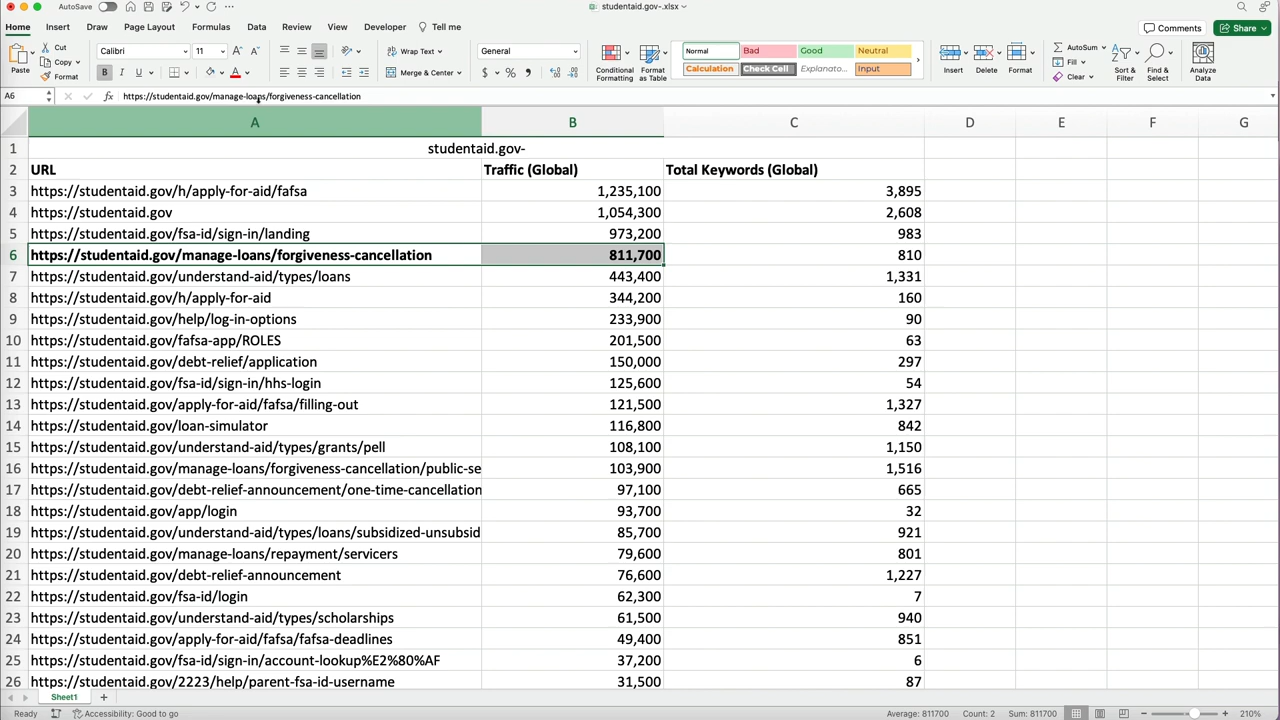 AutoSave
studentaid.gov-.xlsx
Home Insert Draw Page Layout Formulas Data Review View Developer Tell me
Comments Share
Cut
Copy
Format
Calibri 11
Wrap Text
Merge & Center
General
Conditional Formatting
Format as Table
Normal Bad Good Neutral
Calculation Check Cell Explanato... Input
Insert Delete Format
AutoSum
Fill
Clear
Sort & Filter
Find & Select
Analyze Data
A6 fx https://studentaid.gov/manage-loans/forgiveness-cancellation
A B C D E F G
1 studentaid.gov-
2 URL Traffic (Global) Total Keywords (Global)
3 https://studentaid.gov/h/apply-for-aid/fafsa 1,235,100 3,895
4 https://studentaid.gov 1,054,300 2,608
5 https://studentaid.gov/fsa-id/sign-in/landing 973,200 983
6 https://studentaid.gov/manage-loans/forgiveness-cancellation 811,700 810
7 https://studentaid.gov/understand-aid/types/loans 443,400 1,331
8 https://studentaid.gov/h/apply-for-aid 344,200 160
9 https://studentaid.gov/help/log-in-options 233,900 90
10 https://studentaid.gov/fafsa-app/ROLES 201,500 63
11 https://studentaid.gov/debt-relief/application 150,000 297
12 https://studentaid.gov/fsa-id/sign-in/hhs-login 125,600 54
13 https://studentaid.gov/apply-for-aid/fafsa/filling-out 121,500 1,327
14 https://studentaid.gov/loan-simulator 116,800 842
15 https://studentaid.gov/understand-aid/types/grants/pell 108,100 1,150
16 https://studentaid.gov/manage-loans/forgiveness-cancellation/public-se 103,900 1,516
17 https://studentaid.gov/debt-relief-announcement/one-time-cancellation 97,100 665
18 https://studentaid.gov/app/login 93,700 32
19 https://studentaid.gov/understand-aid/types/loans/subsidized-unsubsid 85,700 921
20 https://studentaid.gov/manage-loans/repayment/servicers 79,600 801
21 https://studentaid.gov/debt-relief-announcement 76,600 1,227
22 https://studentaid.gov/fsa-id/login 62,300 7
23 https://studentaid.gov/understand-aid/types/scholarships 61,500 940
24 https://studentaid.gov/apply-for-aid/fafsa/fafsa-deadlines 49,400 851
25 https://studentaid.gov/fsa-id/sign-in/account-lookup%E2%80%AF 37,200 6
26 https://studentaid.gov/2223/help/parent-fsa-id-username 31,500 87
Sheet1
Ready Accessibility: Good to go Average: 811700 Count: 2 Sum: 811700 210%